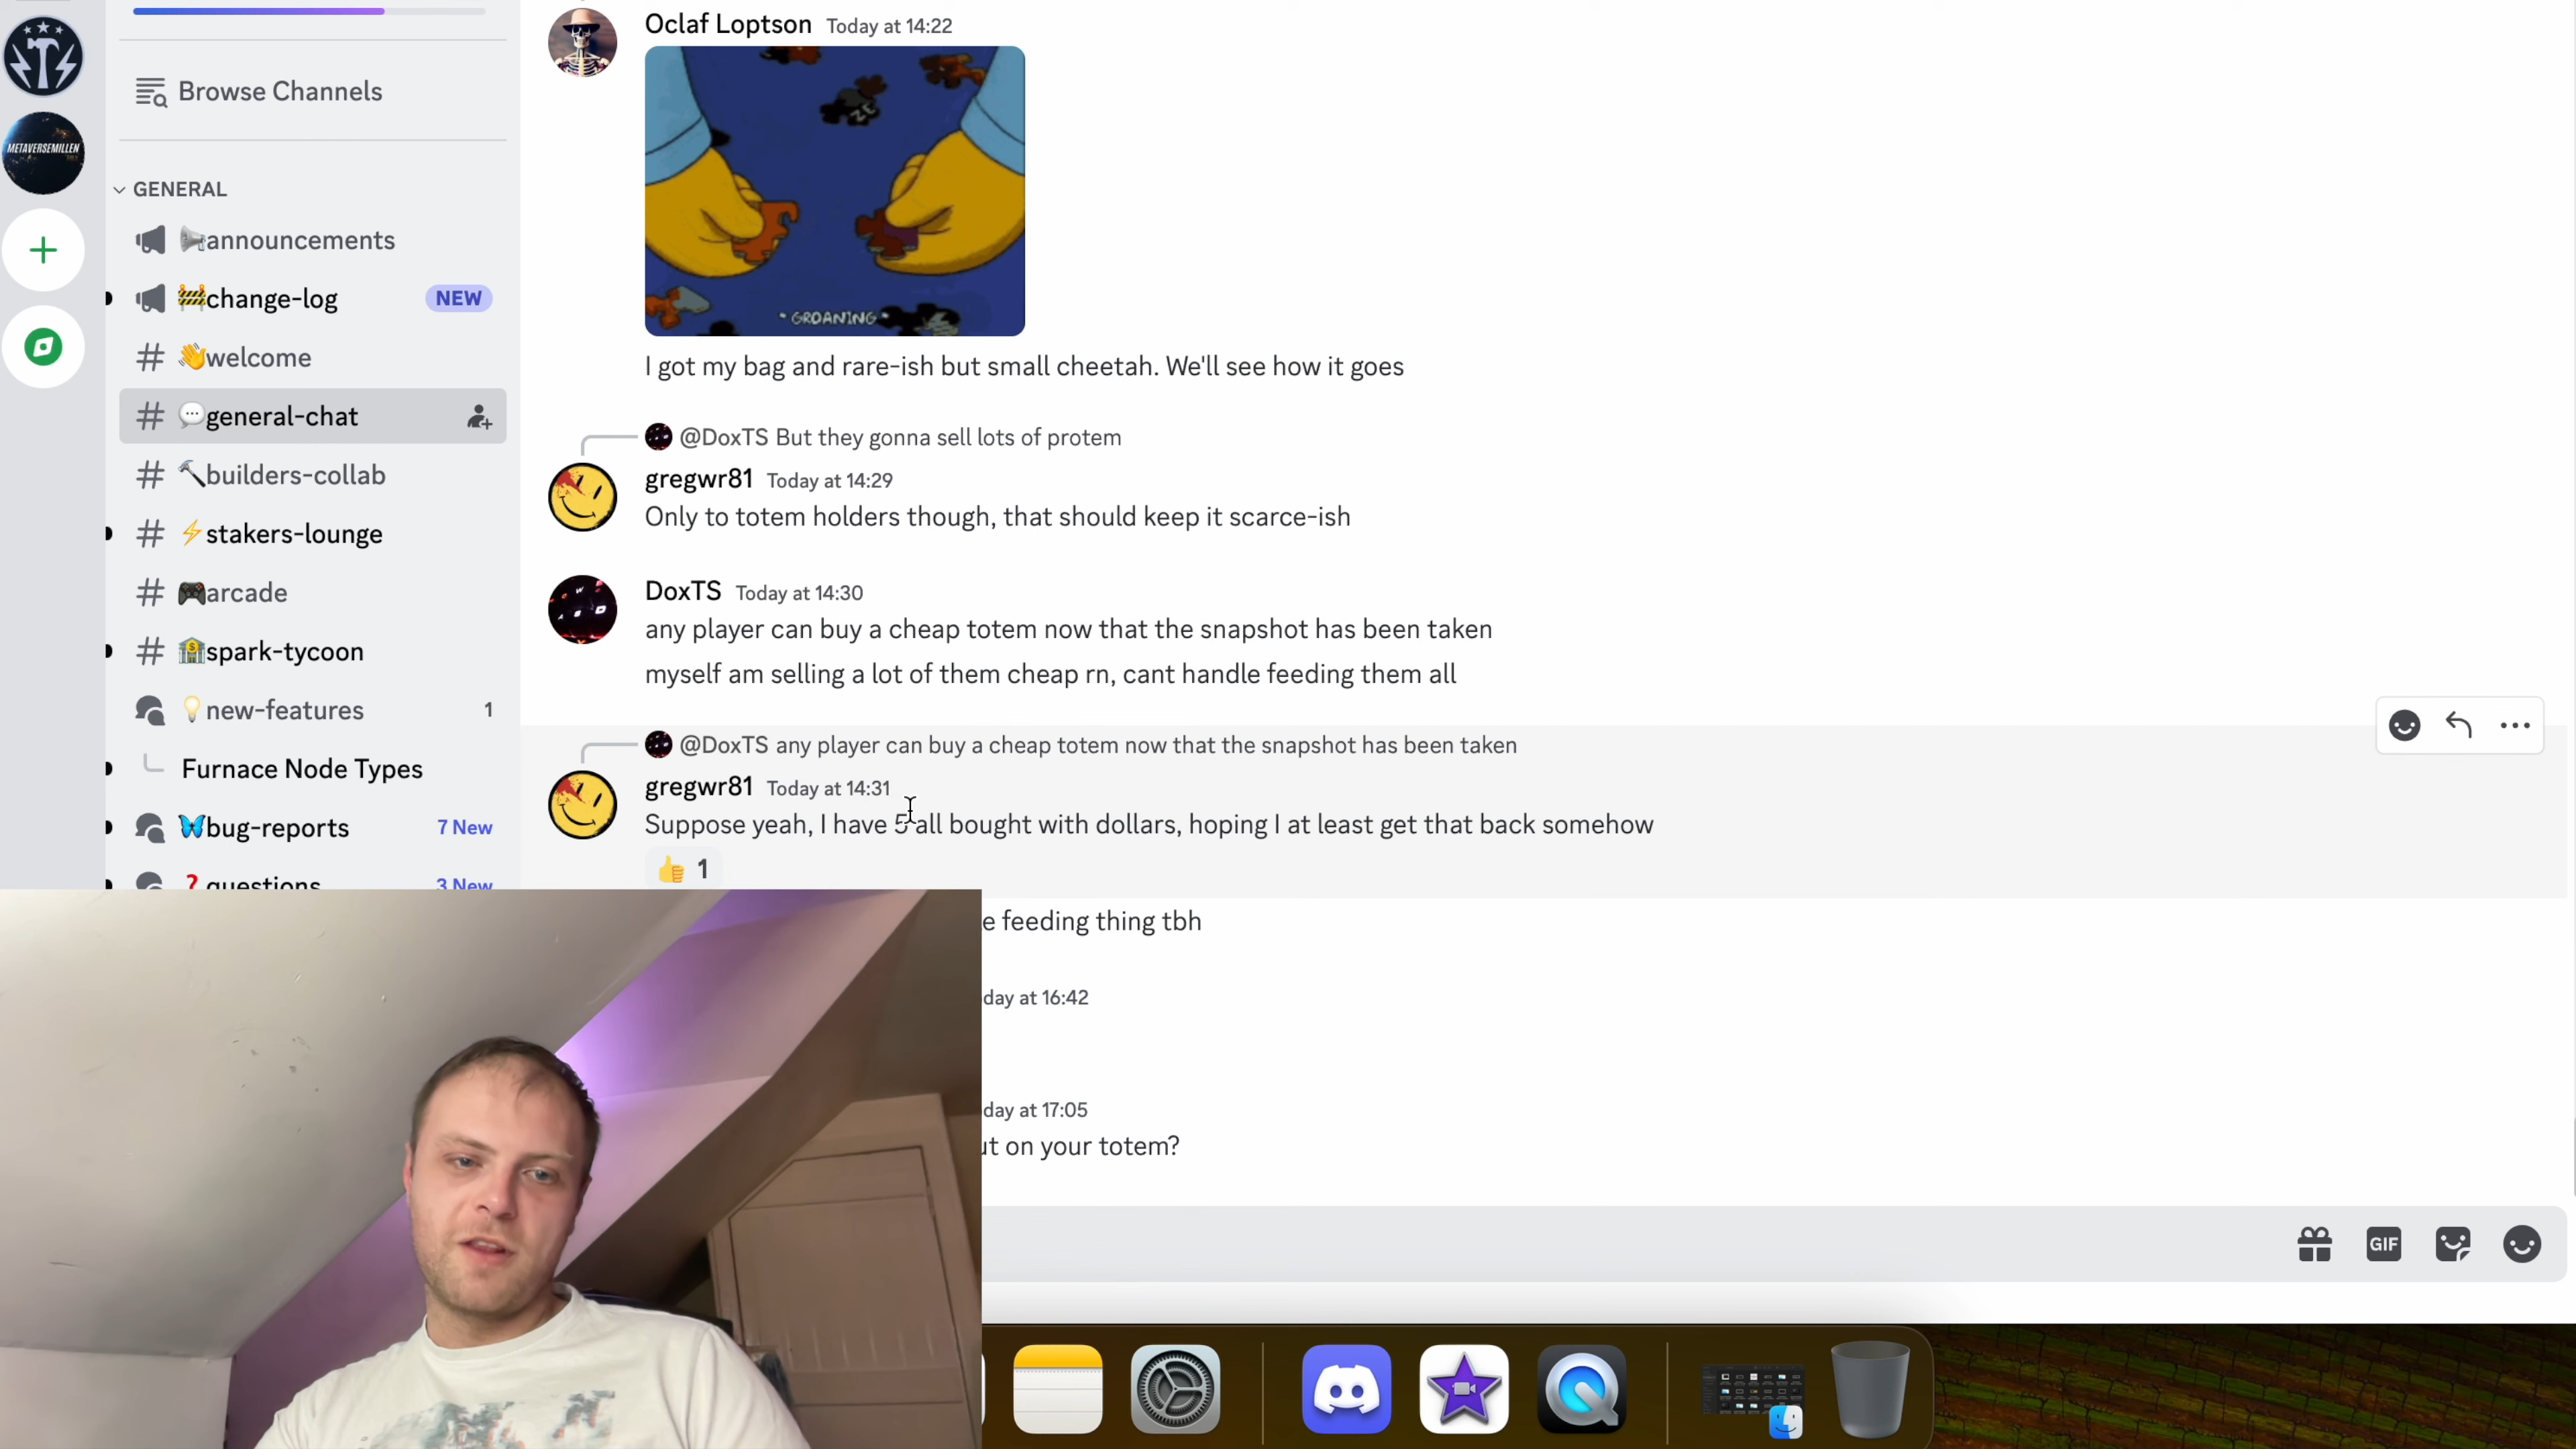 METAVERSEMILLEN
Browse Channels
GENERAL
announcements
change-log NEW
welcome
general-chat
builders-collab
stakers-lounge
arcade
spark-tycoon
new-features 1
Furnace Node Types
bug-reports 7 New
questions 3 New
Oclaf Loptson Today at 14:22
* GROANING *
I got my bag and rare-ish but small cheetah. We'll see how it goes
@DoxTS But they gonna sell lots of protem
gregwr81 Today at 14:29
Only to totem holders though, that should keep it scarce-ish
DoxTS Today at 14:30
any player can buy a cheap totem now that the snapshot has been taken
myself am selling a lot of them cheap rn, cant handle feeding them all
@DoxTS any player can buy a cheap totem now that the snapshot has been taken
gregwr81 Today at 14:31
Suppose yeah, I have 5 all bought with dollars, hoping I at least get that back somehow
1
e feeding thing tbh
day at 16:42
day at 17:05
ut on your totem?
GIF